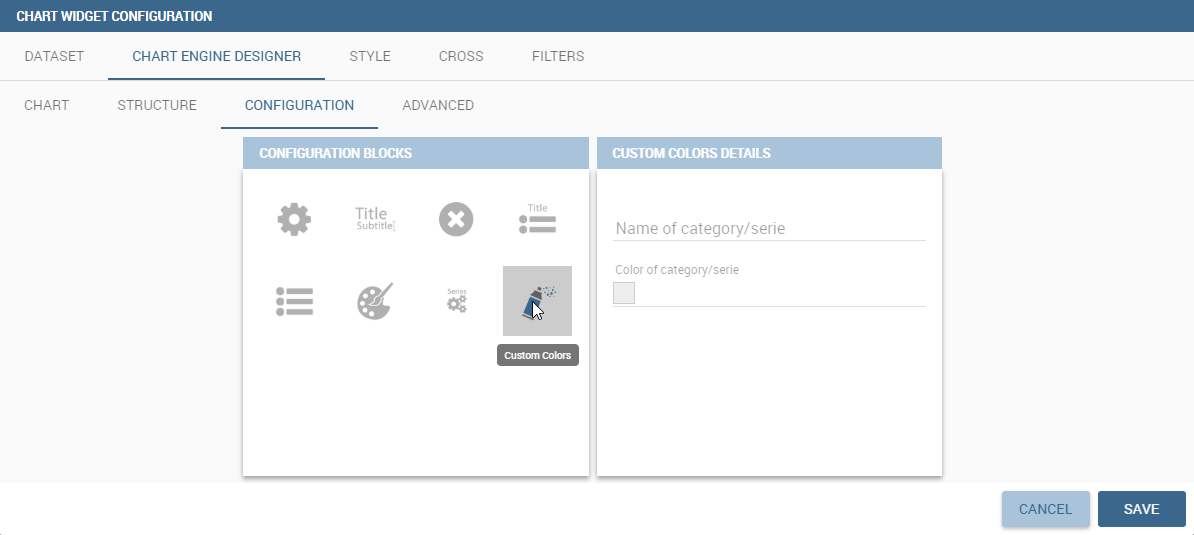 CHART WIDGET CONFIGURATION
DATASET CHART ENGINE DESIGNER STYLE CROSS FILTERS
CHART STRUCTURE CONFIGURATION ADVANCED
CONFIGURATION BLOCKS
Title
Subtitle
Title
Series
Custom Colors
CUSTOM COLORS DETAILS
Name of category/serie
Color of category/serie
CANCEL SAVE